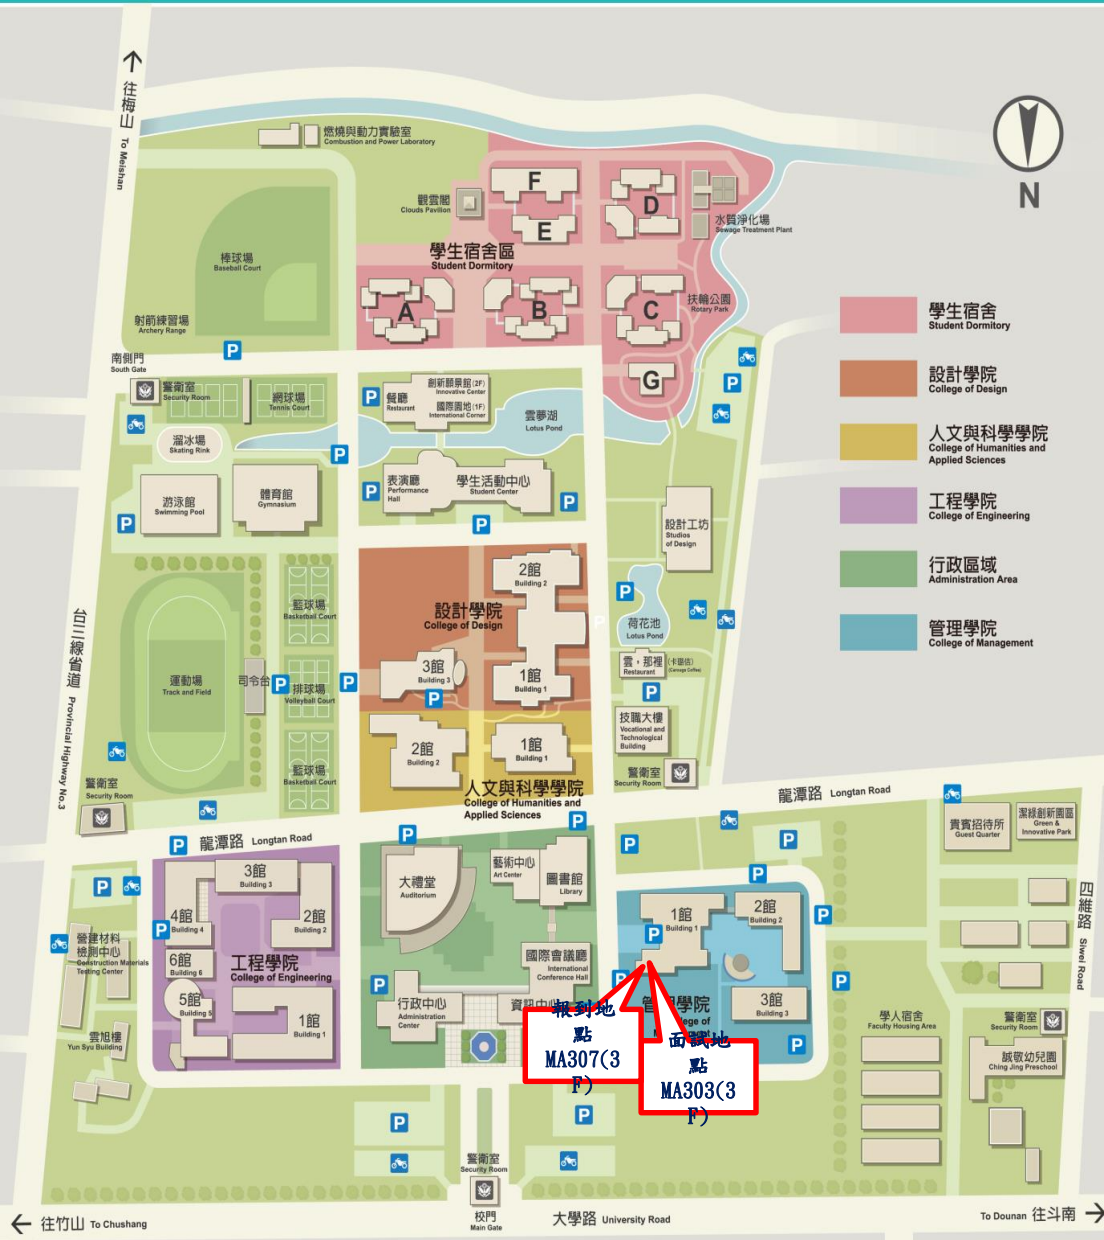 往梅山 To Meishan
燃燒與動力實驗室
Combustion and Power Laboratory
N
觀雲閣
Clouds Pavilion
F
E
D
水質淨化場
Sewage Treatment Plant
學生宿舍區
Student Dormitory
棒球場
Baseball Court
A
B
C
扶輪公園
Rotary Park
G
射箭練習場
Archery Range
南側門
South Gate
警衛室
Security Room
網球場
Tennis Court
溜冰場
Skating Rink
游泳館
Swimming Pool
體育館
Gymnasium
P
餐廳
Restaurant
創新願景館(2F)
Innovative Center
國際園地(1F)
International Corner
雲夢湖
Lotus Pond
表演廳
Performance
Hall
學生活動中心
Student Center
設計工坊
Studios
of Design
學生宿舍
Student Dormitory
設計學院
College of Design
人文與科學學院
College of Humanities and
Applied Sciences
工程學院
College of Engineering
行政區域
Administration Area
管理學院
College of Management
台三線省道 Provincial Highway No.3
運動場
Track and Field
司令台
籃球場
Basketball Court
排球場
Volleyball Court
籃球場
Basketball Court
設計學院
College of Design
2館
Building 2
3館
Building 3
1館
Building 1
荷花池
Lotus Pond
雲，那裡
Restaurant
技職大樓
Vocational and
Technological
Building
警衛室
Security Room
2館
Building 2
1館
Building 1
人文與科學學院
College of Humanities and
Applied Sciences
警衛室
Security Room
龍潭路 Longtan Road
龍潭路 Longtan Road
貴賓招待所
Guest Quarter
潔綠創新園區
Green &
Innovative Park
四維路 Siwei Road
3館
Building 3
4館
Building 4
2館
Building 2
6館
Building 6
5館
Building 5
1館
Building 1
工程學院
College of Engineering
營建材料
檢測中心
Construction Materials
Testing Center
雲旭樓
Yun Syu Building
大禮堂
Auditorium
藝術中心
Art Center
圖書館
Library
國際會議廳
International
Conference Hall
行政中心
Administration
Center
資訊中
1館
Building 1
2館
Building 2
3館
Building 3
報到地
點
MA307(3
F)
面試地
點
MA303(3
F)
學人宿舍
Faculty Housing Area
警衛室
Security Room
誠敬幼兒園
Ching Jing Preschool
警衛室
Security Room
校門
Main Gate
往竹山 To Chushang
大學路 University Road
To Dounan 往斗南